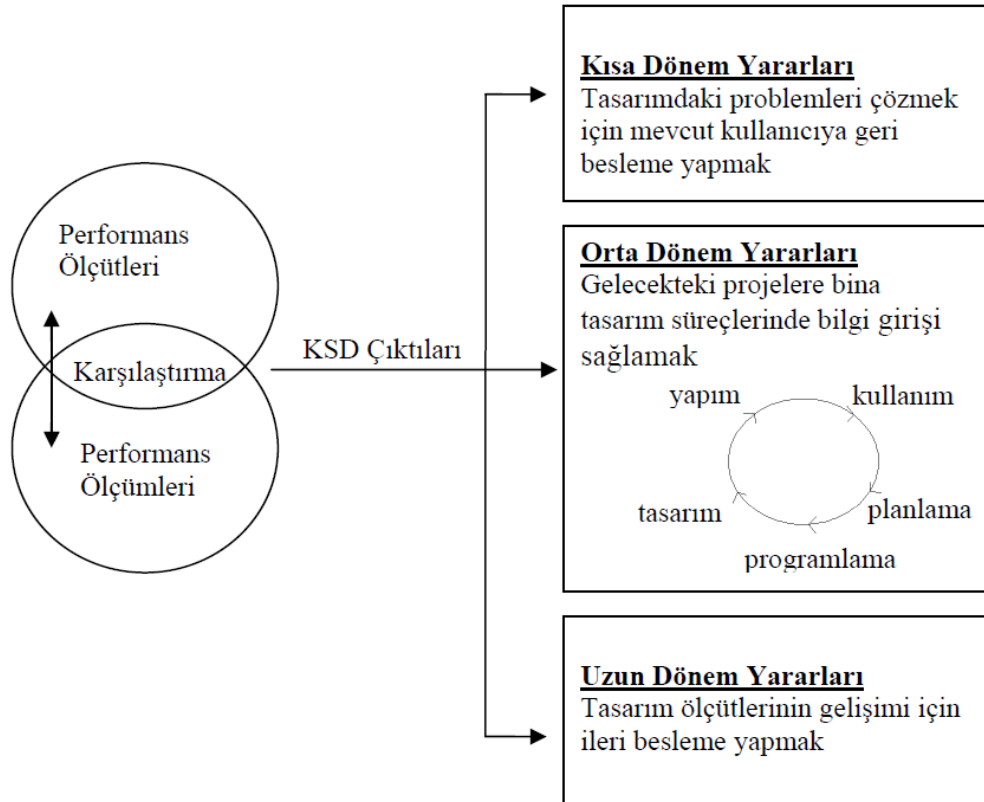 Performans
Ölçütleri
Karşılaştırma
Performans
Ölçümleri
KSD Çıktıları
Kısa Dönem Yararları
Tasarımdaki problemleri çözmek
için mevcut kullanıcıya geri
besleme yapmak
Orta Dönem Yararları
Gelecekteki projelere bina
tasarım süreçlerinde bilgi girişi
sağlamak
yapım
kullanım
tasarım
planlama
programlama
Uzun Dönem Yararları
Tasarım ölçütlerinin gelişimi için
ileri besleme yapmak